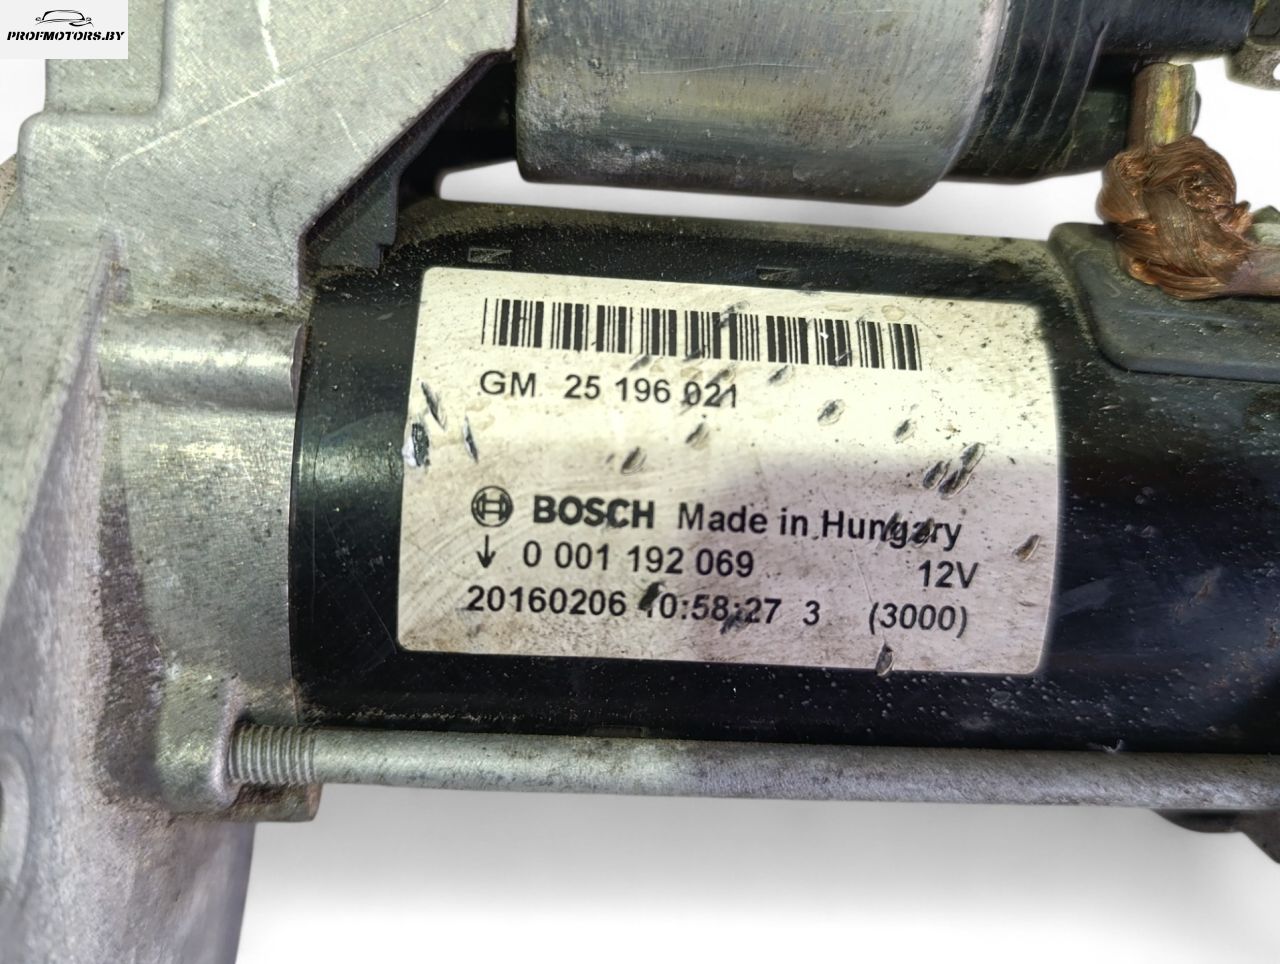 PROFMOTORS.BY
GM 25 196 021
BOSCH Made in Hungary
0 001 192 069 12V
20160206 10:58:27 3 (3000)